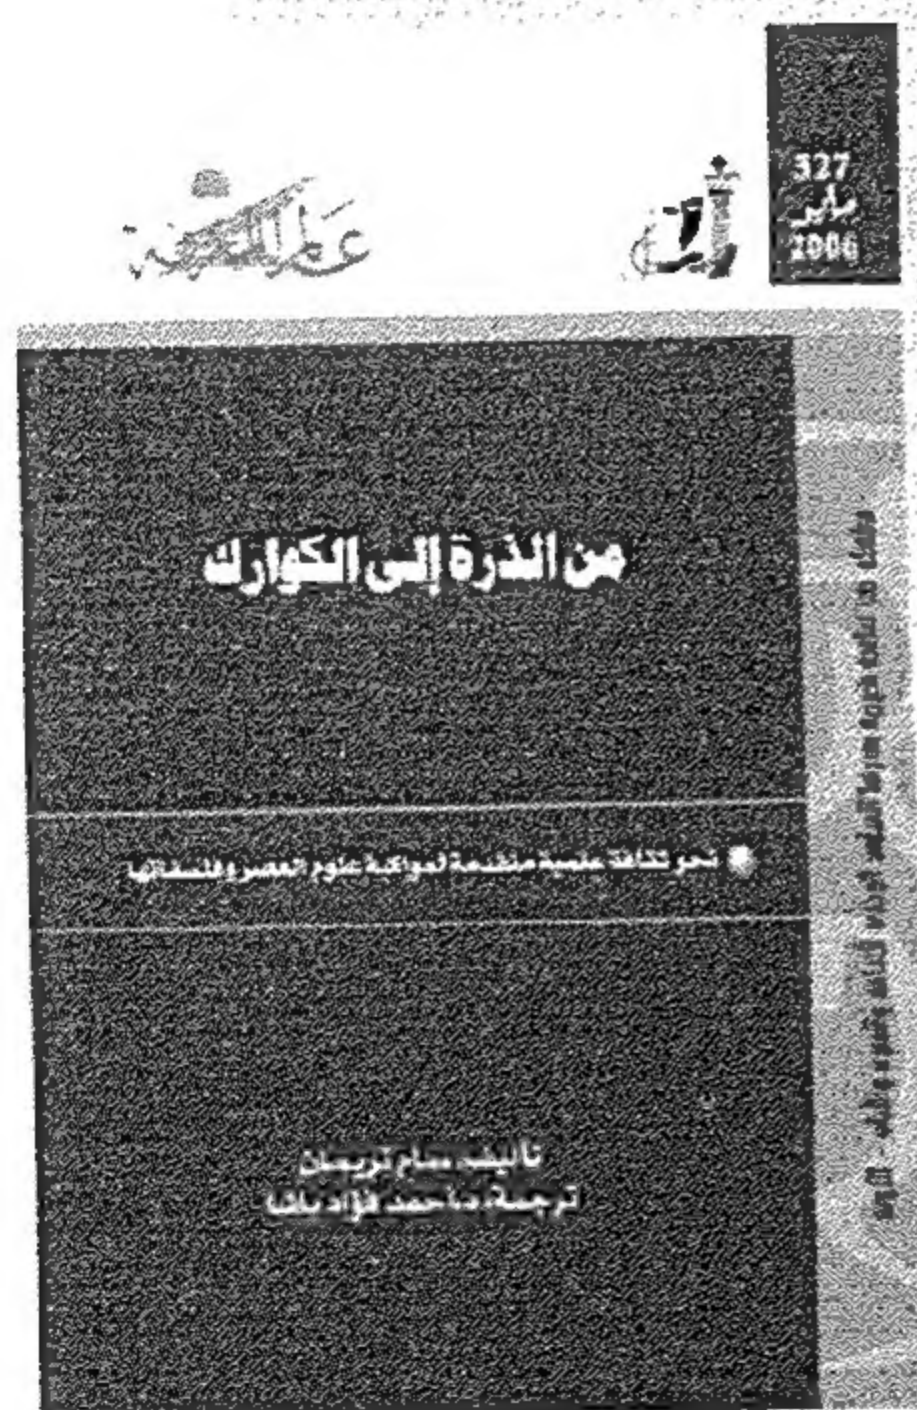 327
مايو
2006
عالم المعرفة
من الذرة إلى الكوارك
نحو ثقافة علمية متقدمة لمواكبة علوم العصر وفلسفاتها
تأليف: سام تريمان
ترجمة: د. أحمد فؤاد باشا